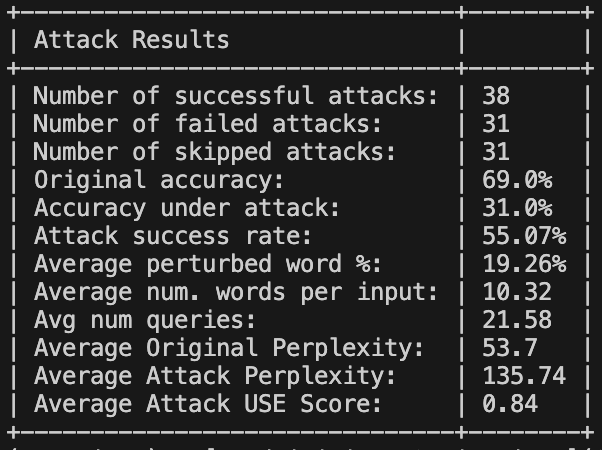 +-------------------------------+---------+
| Attack Results                |         |
+-------------------------------+---------+
| Number of successful attacks: | 38      |
| Number of failed attacks:     | 31      |
| Number of skipped attacks:    | 31      |
| Original accuracy:            | 69.0%   |
| Accuracy under attack:        | 31.0%   |
| Attack success rate:          | 55.07%  |
| Average perturbed word %:     | 19.26%  |
| Average num. words per input: | 10.32   |
| Avg num queries:              | 21.58   |
| Average Original Perplexity:  | 53.7    |
| Average Attack Perplexity:    | 135.74  |
| Average Attack USE Score:     | 0.84    |
+-------------------------------+---------+